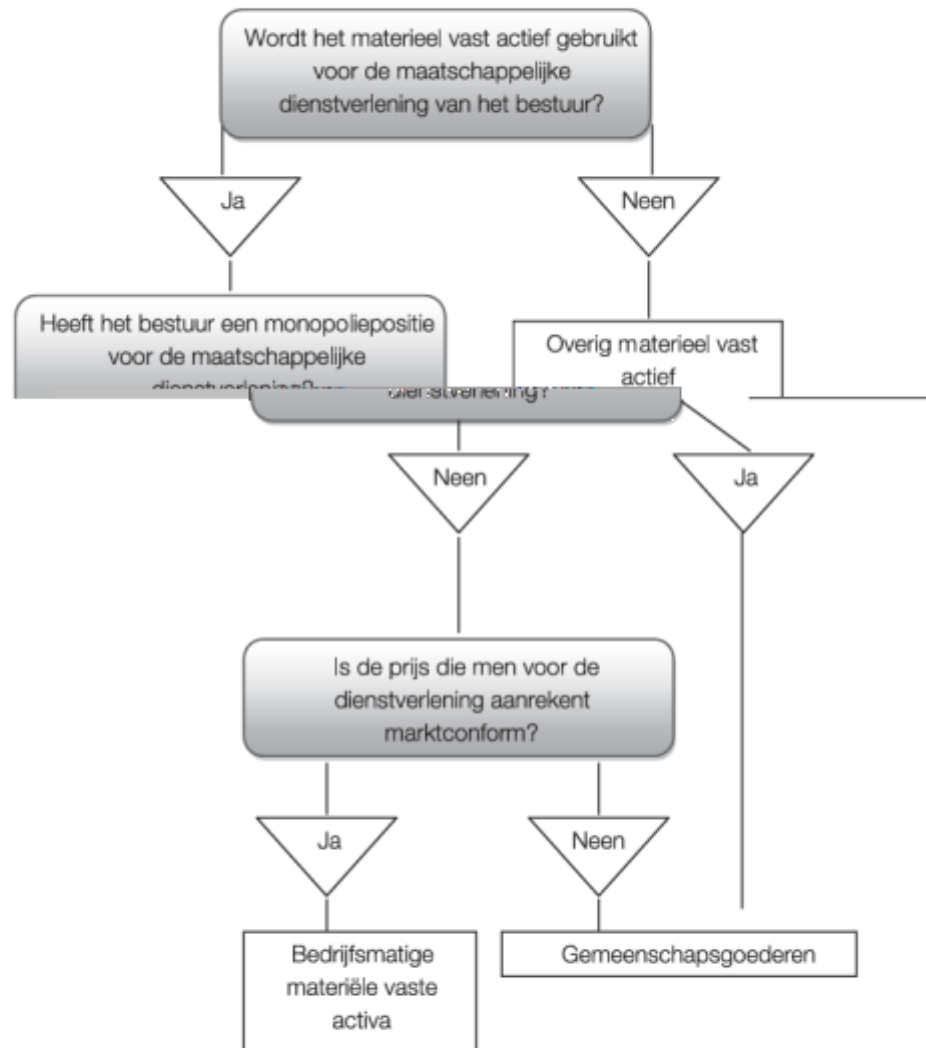 Wordt het materieel vast actief gebruikt
voor de maatschappelijke
dienstverlening van het bestuur?
Ja
Neen
Heeft het bestuur een monopoliepositie
voor de maatschappelijke
dienstverlening?
Overig materieel vast
actief
dienstverlening?
Neen
Ja
Is de prijs die men voor de
dienstverlening aanrekent
marktconform?
Ja
Neen
Bedrijfsmatige
materiële vaste
activa
Gemeenschapsgoederen